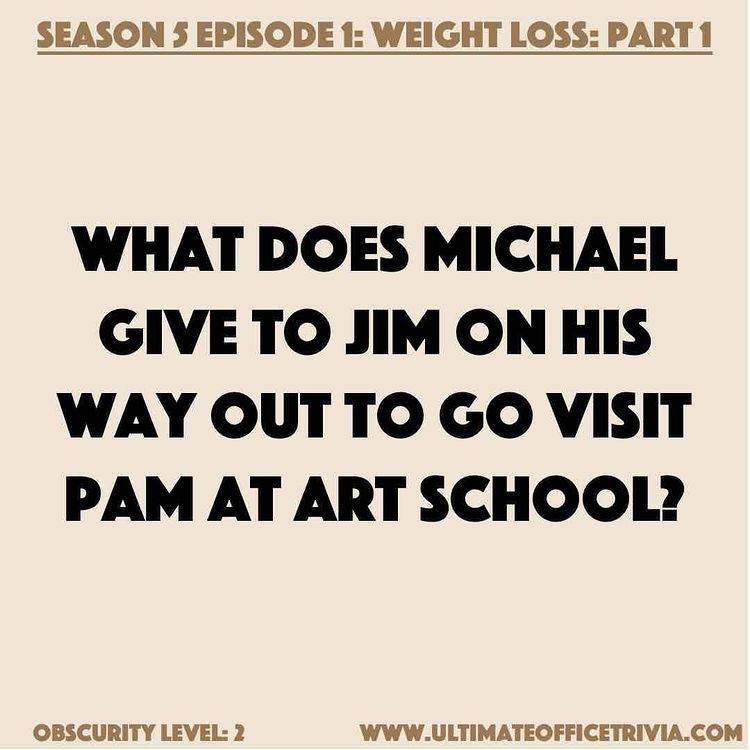 SEASON 5 EPISODE 1: WEIGHT LOSS: PART 1
WHAT DOES MICHAEL
GIVE TO JIM ON HIS
WAY OUT TO GO VISIT
PAM AT ART SCHOOL?
OBSCURITY LEVEL: 2
WWW.ULTIMATEOFFICETRIVIA.COM